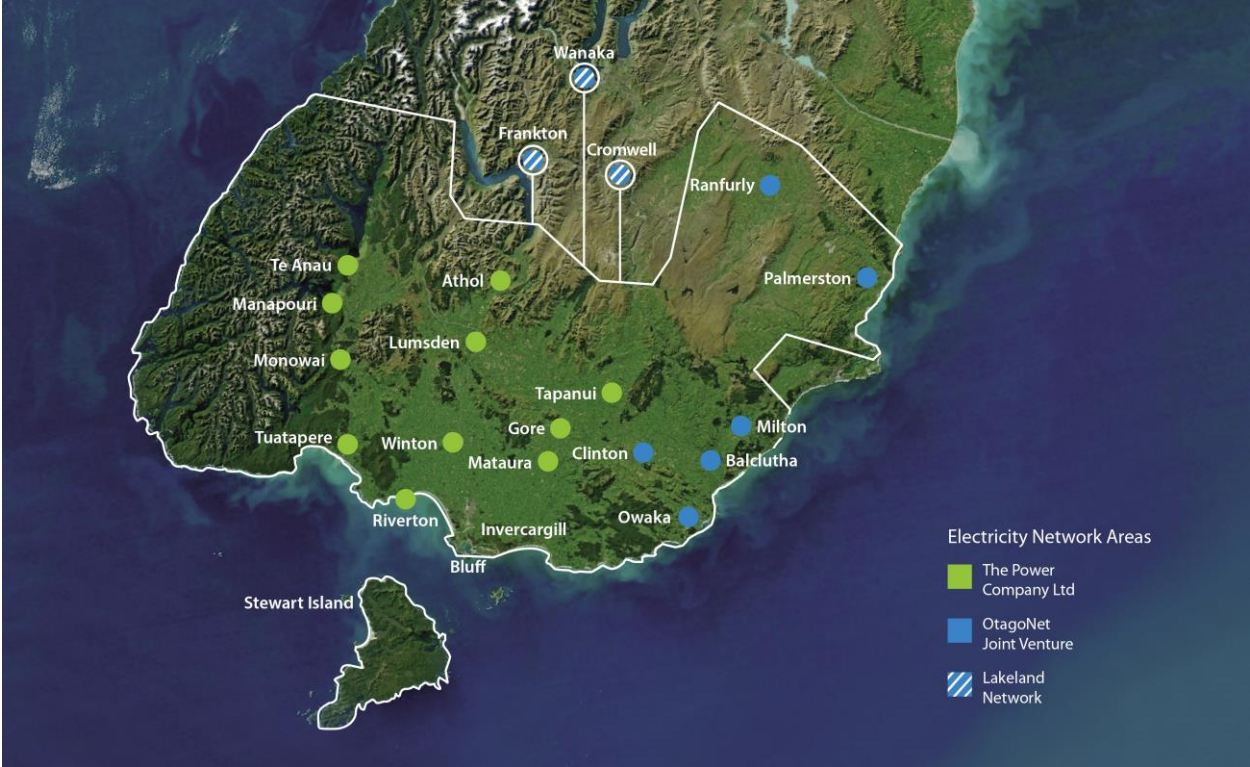 Wanaka
Frankton
Cromwell
Ranfurly
Te Anau
Athol
Palmerston
Manapouri
Lumsden
Monowai
Tapanui
Gore
Milton
Tuatapere
Winton
Clinton
Balclutha
Mataura
Riverton
Owaka
Invercargill
Bluff
Stewart Island
Electricity Network Areas
The Power
Company Ltd
OtagoNet
Joint Venture
Lakeland
Network